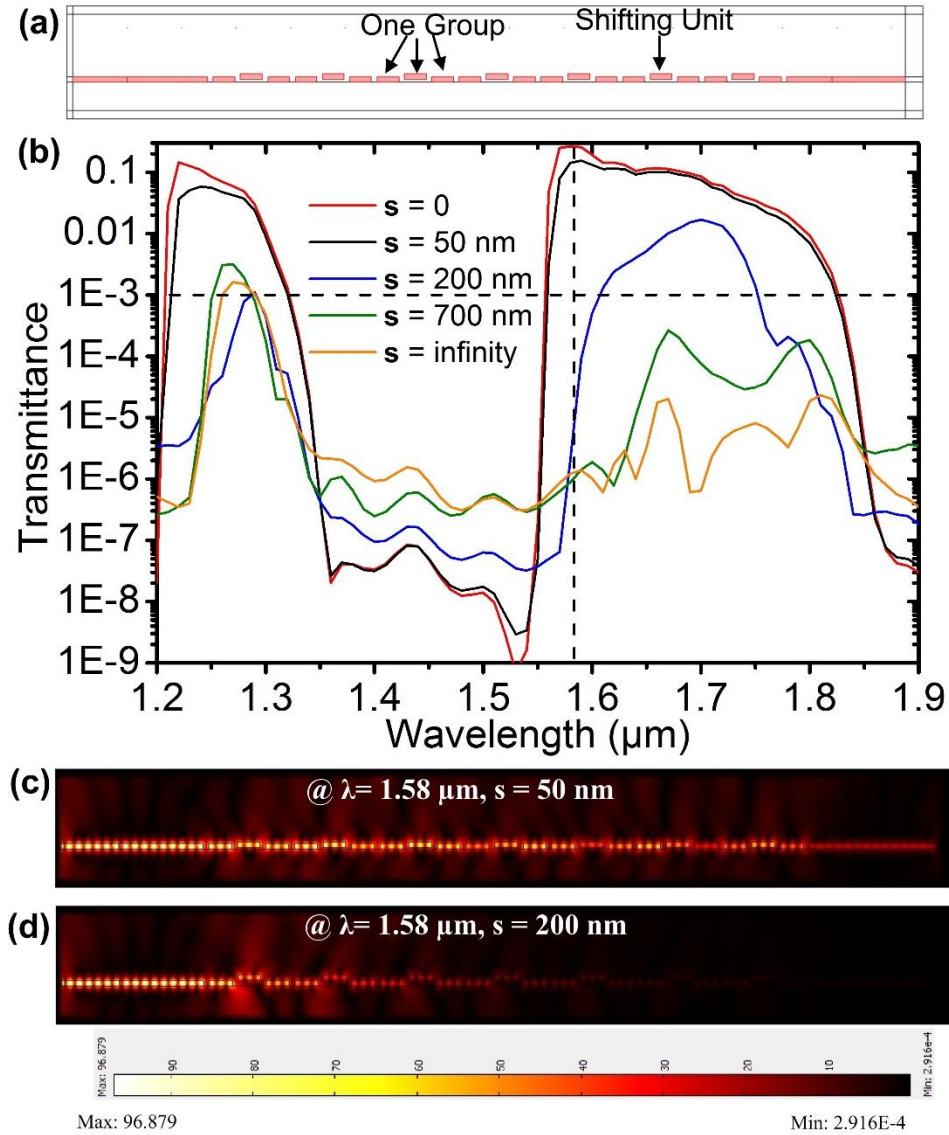 (a)
One Group
Shifting Unit
(b)
Transmittance
0.1
0.01
1E-3
1E-4
1E-5
1E-6
1E-7
1E-8
1E-9
s = 0
s = 50 nm
s = 200 nm
s = 700 nm
s = infinity
1.2 1.3 1.4 1.5 1.6 1.7 1.8 1.9
Wavelength (µm)
(c)
@ λ= 1.58 µm, s = 50 nm
(d)
@ λ= 1.58 µm, s = 200 nm
Max: 96.879
90 80 70 60 50 40 30 20 10
Min: 2.916e-4
Max: 96.879
Min: 2.916E-4